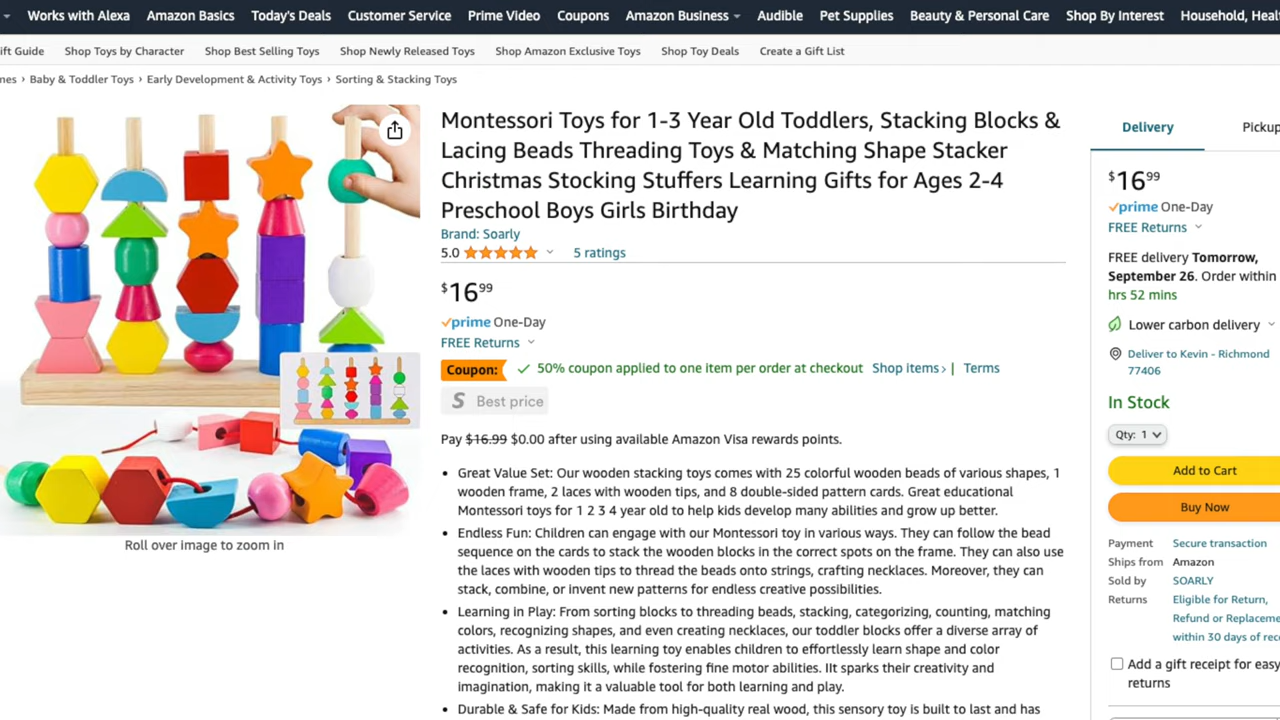 Works with Alexa Amazon Basics Today's Deals Customer Service Prime Video Coupons Amazon Business Audible Pet Supplies Beauty & Personal Care Shop By Interest Household,
Guide Shop Toys by Character Shop Best Selling Toys Shop Newly Released Toys Shop Amazon Exclusive Toys Shop Toy Deals Create a Gift List
› Baby & Toddler Toys › Early Development & Activity Toys › Sorting & Stacking Toys
Montessori Toys for 1-3 Year Old Toddlers, Stacking Blocks &
Lacing Beads Threading Toys & Matching Shape Stacker
Christmas Stocking Stuffers Learning Gifts for Ages 2-4
Preschool Boys Girls Birthday
Brand: Soarly
5.0 5 ratings
$16.99
prime One-Day
FREE Returns
Coupon: 50% coupon applied to one item per order at checkout Shop items› | Terms
S Best price
Pay $16.99 $0.00 after using available Amazon Visa rewards points.
• Great Value Set: Our wooden stacking toys comes with 25 colorful wooden beads of various shapes, 1
wooden frame, 2 laces with wooden tips, and 8 double-sided pattern cards. Great educational
Montessori toys for 1 2 3 4 year old to help kids develop many abilities and grow up better.
• Endless Fun: Children can engage with our Montessori toy in various ways. They can follow the bead
sequence on the cards to stack the wooden blocks in the correct spots on the frame. They can also use
the laces with wooden tips to thread the beads onto strings, crafting necklaces. Moreover, they can
stack, combine, or invent new patterns for endless creative possibilities.
• Learning in Play: From sorting blocks to threading beads, stacking, categorizing, counting, matching
colors, recognizing shapes, and even creating necklaces, our toddler blocks offer a diverse array of
activities. As a result, this learning toy enables children to effortlessly learn shape and color
recognition, sorting skills, while fostering fine motor abilities. IIt sparks their creativity and
imagination, making it a valuable tool for both learning and play.
• Durable & Safe for Kids: Made from high-quality real wood, this sensory toy is built to last and has
Roll over image to zoom in
Delivery Pickup
$16.99
prime One-Day
FREE Returns
FREE delivery Tomorrow,
September 26. Order within
hrs 52 mins
Lower carbon delivery
Deliver to Kevin - Richmond
77406
In Stock
Qty: 1
Add to Cart
Buy Now
Payment Secure transaction
Ships from Amazon
Sold by SOARLY
Returns Eligible for Return,
Refund or
within 30 days of
Add a gift receipt for easy
returns